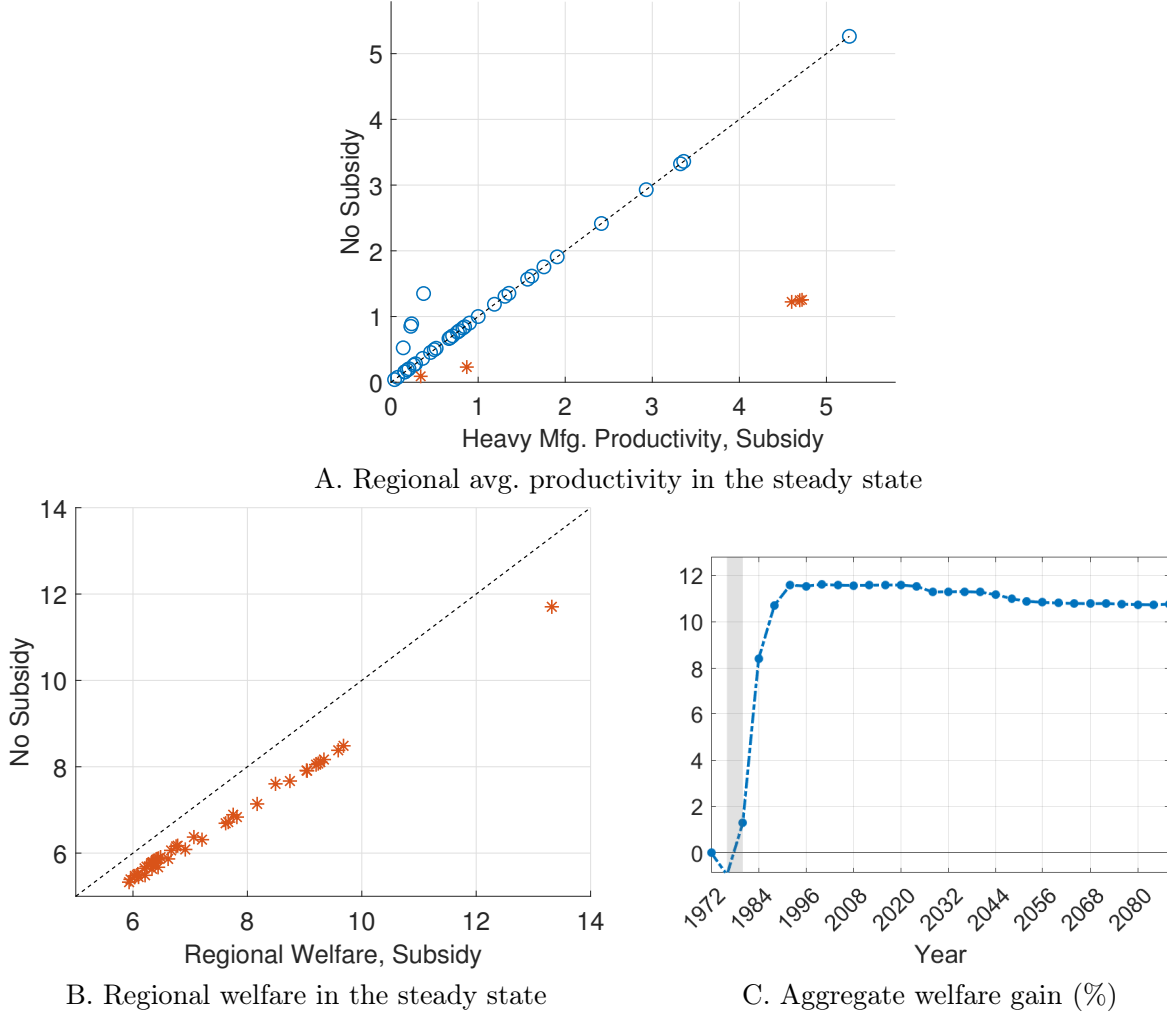 No Subsidy
5
4
3
2
1
0
0 1 2 3 4 5
Heavy Mfg. Productivity, Subsidy
A. Regional avg. productivity in the steady state
No Subsidy
14
12
10
8
6
6 8 10 12 14
Regional Welfare, Subsidy
B. Regional welfare in the steady state
12
10
8
6
4
2
0
1972 1984 1996 2008 2020 2032 2044 2056 2068 2080
Year
C. Aggregate welfare gain (%)